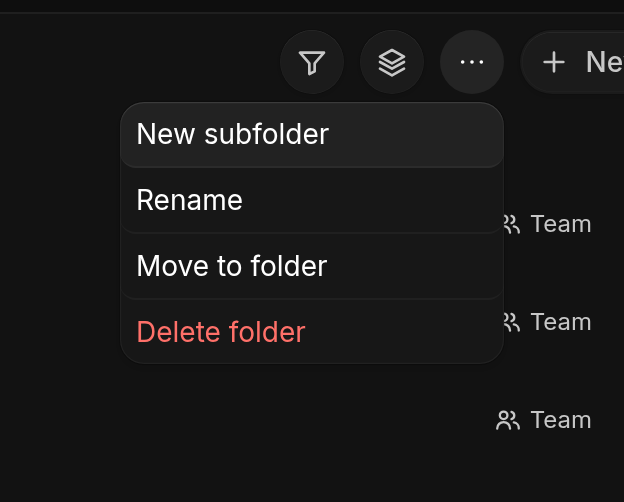 New subfolder
Rename
Move to folder
Delete folder
Team
Team
Team